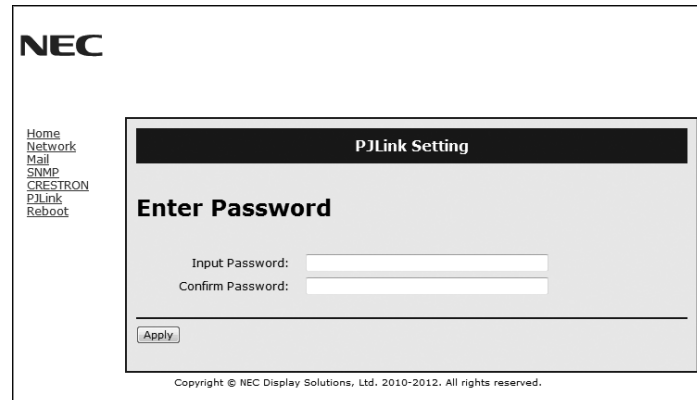 NEC
Home
Network
Mail
SNMP
CRESTRON
PJLink
Reboot
PJLink Setting
Enter Password
Input Password:
Confirm Password:
Apply
Copyright © NEC Display Solutions, Ltd. 2010-2012. All rights reserved.